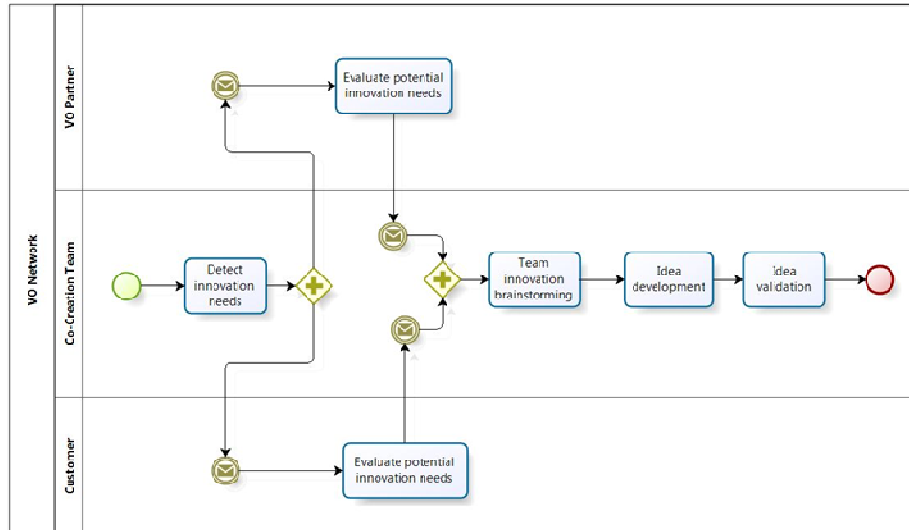 VO Network
VO Partner
Evaluate potential
innovation needs
Co-Creation Team
Detect
innovation
needs
Team
innovation
brainstorming
Idea
development
Idea
validation
Customer
Evaluate potential
innovation needs